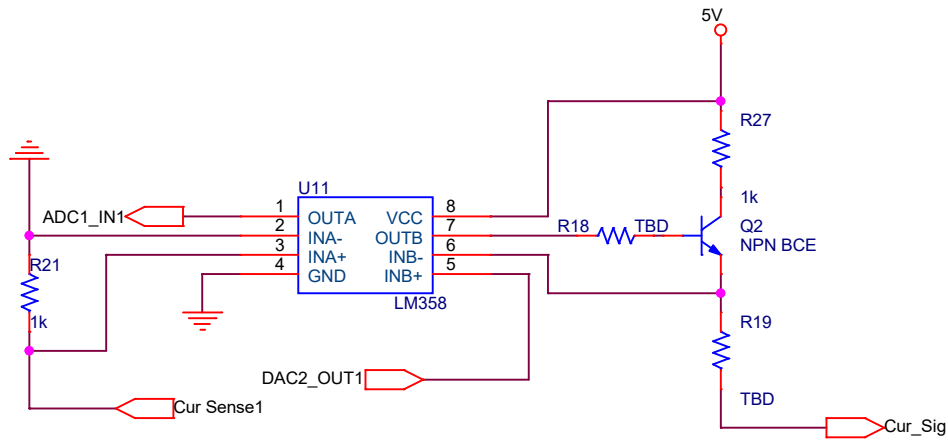 5V
R27
1k
U11
ADC1_IN1
1
OUTA
VCC
8
2
INA-
OUTB
7
R18
TBD
Q2
NPN BCE
3
INA+
INB-
6
4
GND
INB+
5
R21
1k
LM358
R19
DAC2_OUT1
TBD
Cur Sense1
Cur_Sig